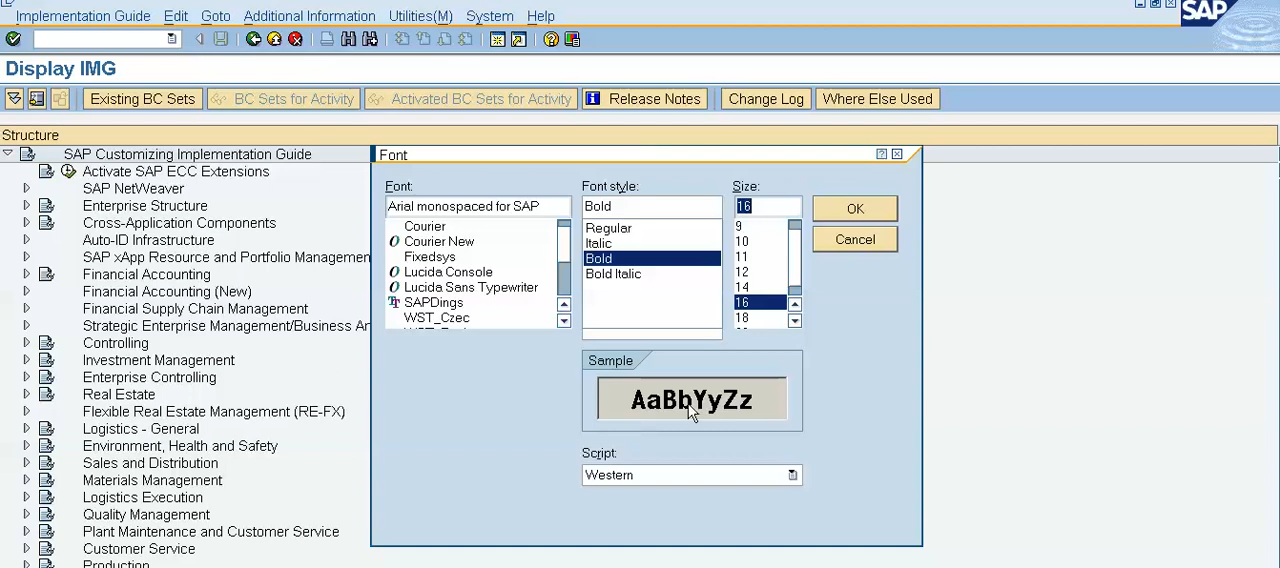 Implementation Guide Edit Goto Additional Information Utilities(M) System Help
SAP
Display IMG
Existing BC Sets BC Sets for Activity Activated BC Sets for Activity Release Notes Change Log Where Else Used
Structure
SAP Customizing Implementation Guide
Activate SAP ECC Extensions
SAP NetWeaver
Enterprise Structure
Cross-Application Components
Auto-ID Infrastructure
SAP xApp Resource and Portfolio Management
Financial Accounting
Financial Accounting (New)
Financial Supply Chain Management
Strategic Enterprise Management/Business An
Controlling
Investment Management
Enterprise Controlling
Real Estate
Flexible Real Estate Management (RE-FX)
Logistics - General
Environment, Health and Safety
Sales and Distribution
Materials Management
Logistics Execution
Quality Management
Plant Maintenance and Customer Service
Customer Service
Production
Font
Font: Font style: Size:
Arial monospaced for SAP Bold 16 OK
Courier Regular 9
Courier New Italic 10 Cancel
Fixedsys Bold 11
Lucida Console Bold Italic 12
Lucida Sans Typewriter 14
SAPDings 16
WST_Czec 18
Sample
AaBbYyZz
Script:
Western